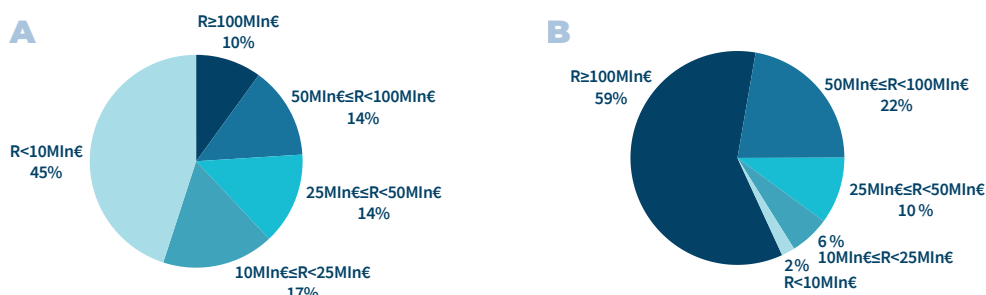 A
R≥100Mln€
10%
50Mln€≤R<100Mln€
14%
25Mln€≤R<50Mln€
14%
10Mln€≤R<25Mln€
17%
R<10Mln€
45%
B
R≥100Mln€
59%
50Mln€≤R<100Mln€
22%
25Mln€≤R<50Mln€
10 %
6 %
10Mln€≤R<25Mln€
2 %
R<10Mln€